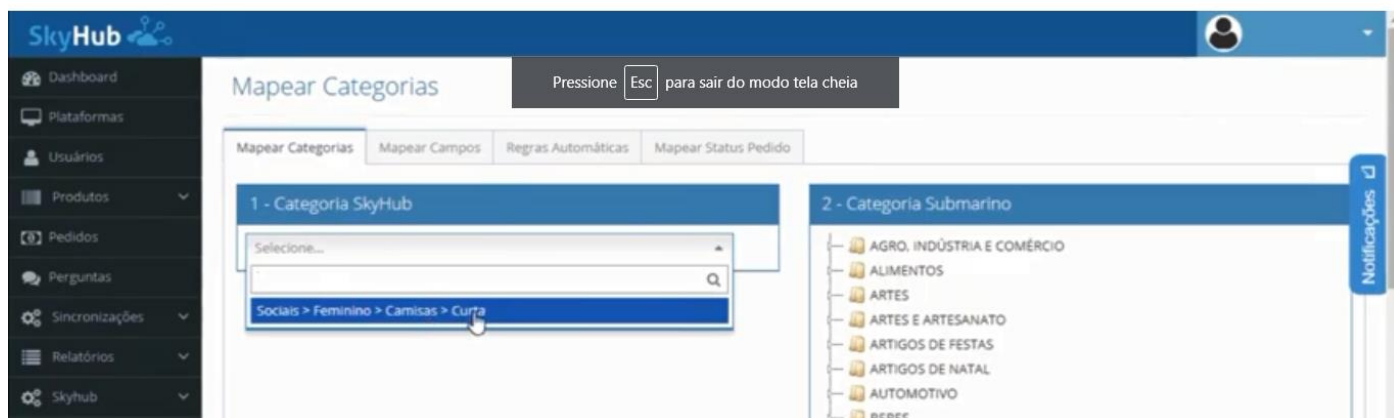 SkyHub
Pressione Esc para sair do modo tela cheia
Dashboard
Plataformas
Usuários
Produtos
Pedidos
Perguntas
Sincronizações
Relatórios
Skyhub
Mapear Categorias
Mapear Categorias Mapear Campos Regras Automáticas Mapear Status Pedido
1 - Categoria SkyHub
Selecione...
Sociais > Feminino > Camisas > Curta
2 - Categoria Submarino
AGRO, INDÚSTRIA E COMÉRCIO
ALIMENTOS
ARTES
ARTES E ARTESANATO
ARTIGOS DE FESTAS
ARTIGOS DE NATAL
AUTOMOTIVO
BEBES
Notificações